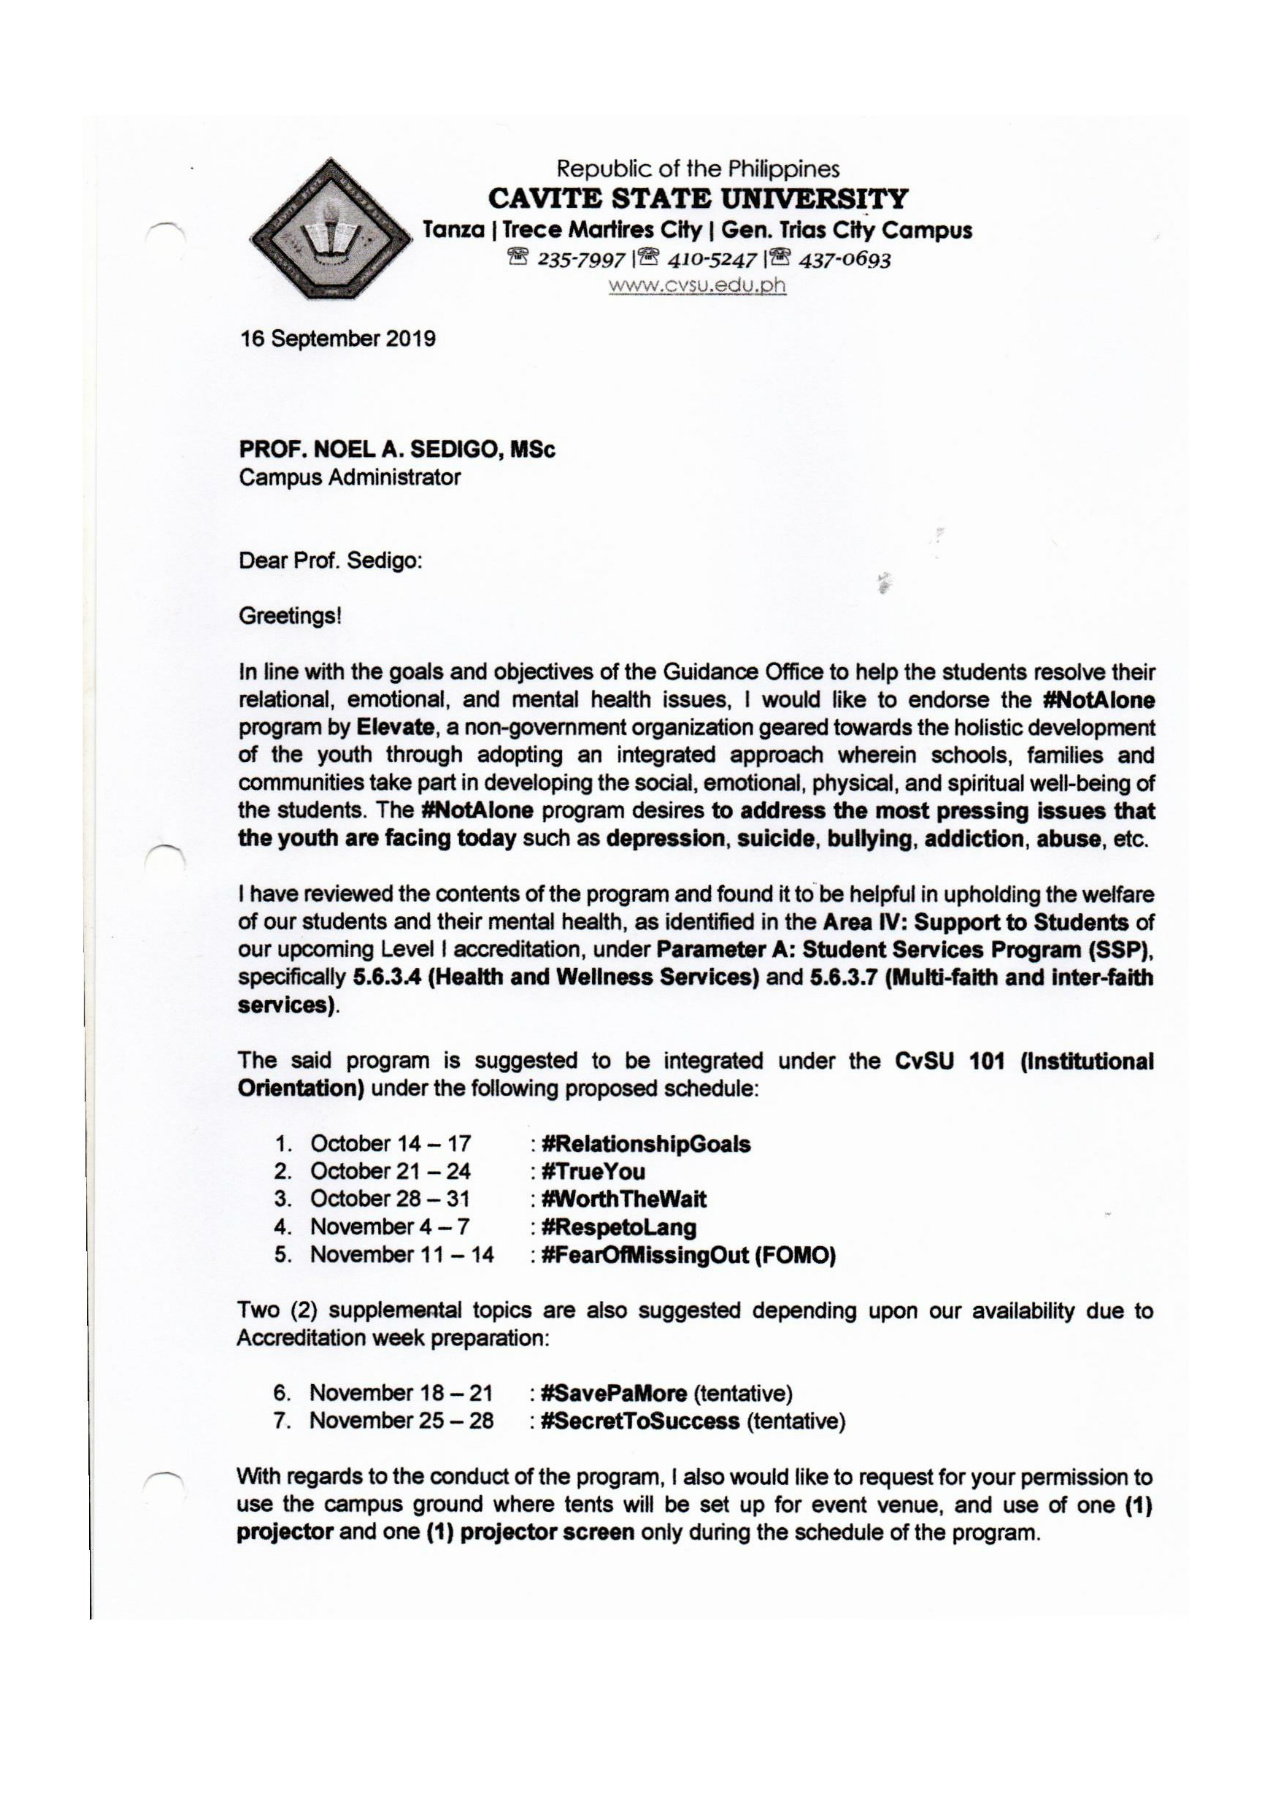 Republic of the Philippines
CAVITE STATE UNIVERSITY
Tanza | Trece Martires City | Gen. Trias City Campus
☏ 235-7997 |☏ 410-5247 |☏ 437-0693
www.cvsu.edu.ph
16 September 2019
PROF. NOEL A. SEDIGO, MSc
Campus Administrator
Dear Prof. Sedigo:
Greetings!
In line with the goals and objectives of the Guidance Office to help the students resolve their
relational, emotional, and mental health issues, I would like to endorse the #NotAlone
program by Elevate, a non-government organization geared towards the holistic development
of the youth through adopting an integrated approach wherein schools, families and
communities take part in developing the social, emotional, physical, and spiritual well-being of
the students. The #NotAlone program desires to address the most pressing issues that
the youth are facing today such as depression, suicide, bullying, addiction, abuse, etc.
I have reviewed the contents of the program and found it to be helpful in upholding the welfare
of our students and their mental health, as identified in the Area IV: Support to Students of
our upcoming Level I accreditation, under Parameter A: Student Services Program (SSP),
specifically 5.6.3.4 (Health and Wellness Services) and 5.6.3.7 (Multi-faith and inter-faith
services).
The said program is suggested to be integrated under the CvSU 101 (Institutional
Orientation) under the following proposed schedule:
1. October 14 – 17 : #RelationshipGoals
2. October 21 – 24 : #TrueYou
3. October 28 – 31 : #WorthTheWait
4. November 4 – 7 : #RespetoLang
5. November 11 – 14 : #FearOfMissingOut (FOMO)
Two (2) supplemental topics are also suggested depending upon our availability due to
Accreditation week preparation:
6. November 18 – 21 : #SavePaMore (tentative)
7. November 25 – 28 : #SecretToSuccess (tentative)
With regards to the conduct of the program, I also would like to request for your permission to
use the campus ground where tents will be set up for event venue, and use of one (1)
projector and one (1) projector screen only during the schedule of the program.